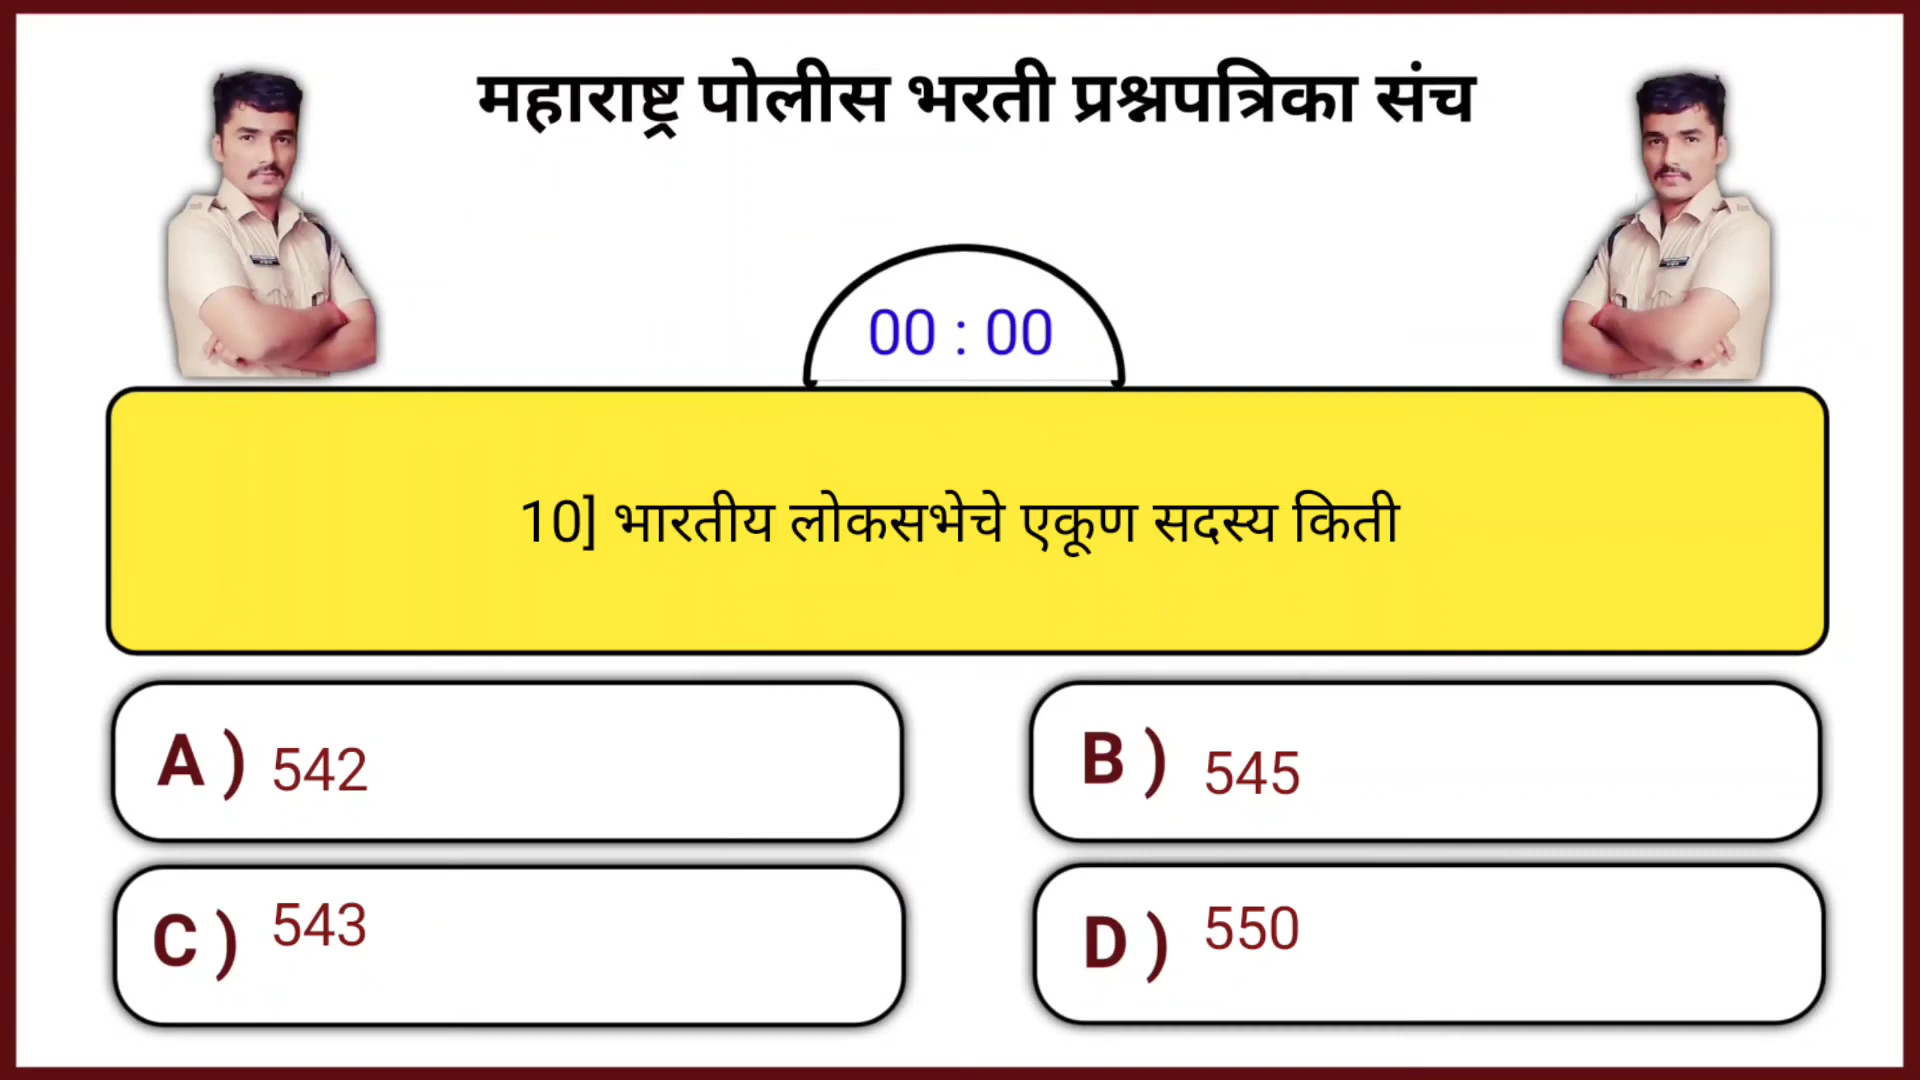 महाराष्ट्र पोलीस भरती प्रश्नपत्रिका संच
00 : 00
10] भारतीय लोकसभेचे एकूण सदस्य किती
A ) 542
B ) 545
C ) 543
D ) 550